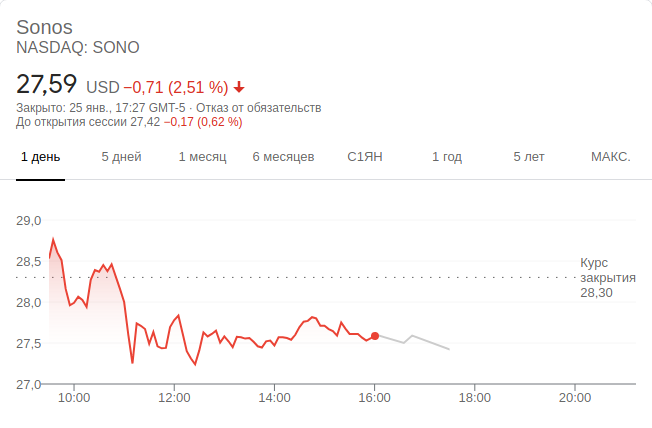 Sonos
NASDAQ: SONO
27,59 USD −0,71 (2,51 %)
Закрыто: 25 янв., 17:27 GMT-5 · Отказ от обязательств
До открытия сессии 27,42 −0,17 (0,62 %)
1 день 5 дней 1 месяц 6 месяцев С1ЯН 1 год 5 лет МАКС.
29,0
28,5
28,0
27,5
27,0
Курс
закрытия
28,30
10:00 12:00 14:00 16:00 18:00 20:00